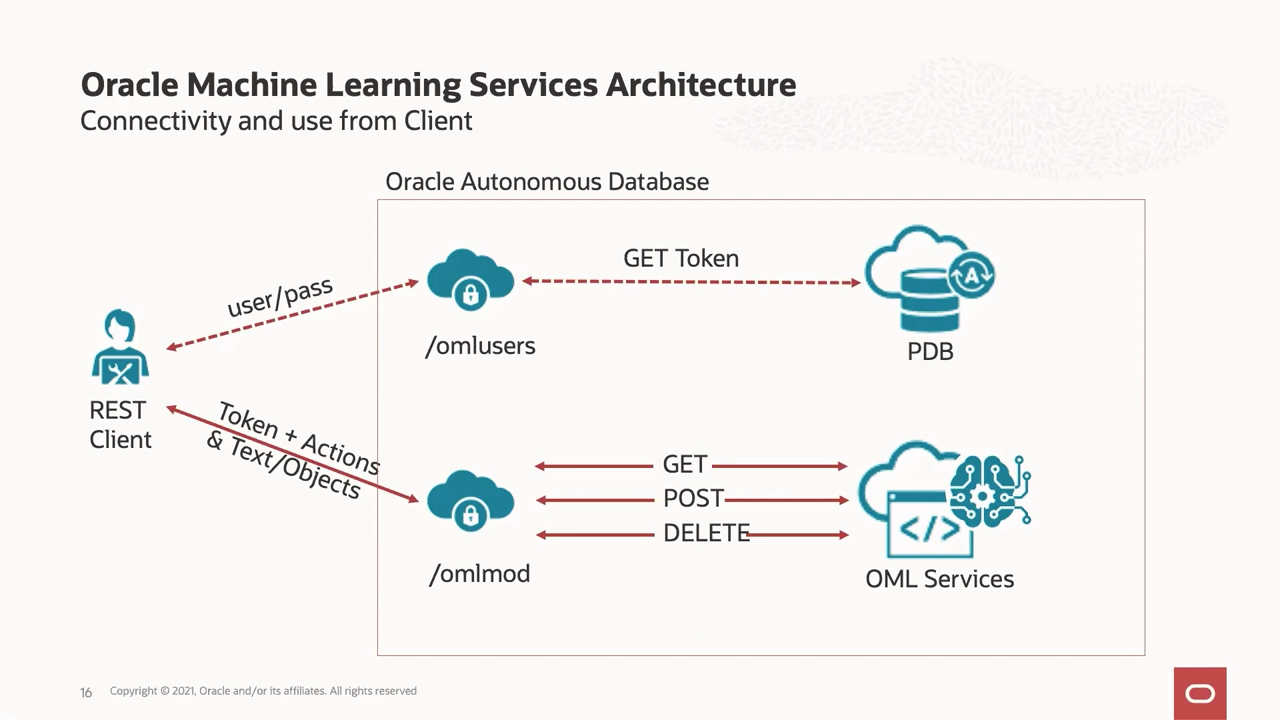 Oracle Machine Learning Services Architecture
Connectivity and use from Client
Oracle Autonomous Database
user/pass
GET Token
/omlusers
PDB
REST
Client
Token + Actions
& Text/Objects
GET
POST
DELETE
/omlmod
OML Services
A
</>
16 Copyright © 2021, Oracle and/or its affiliates. All rights reserved